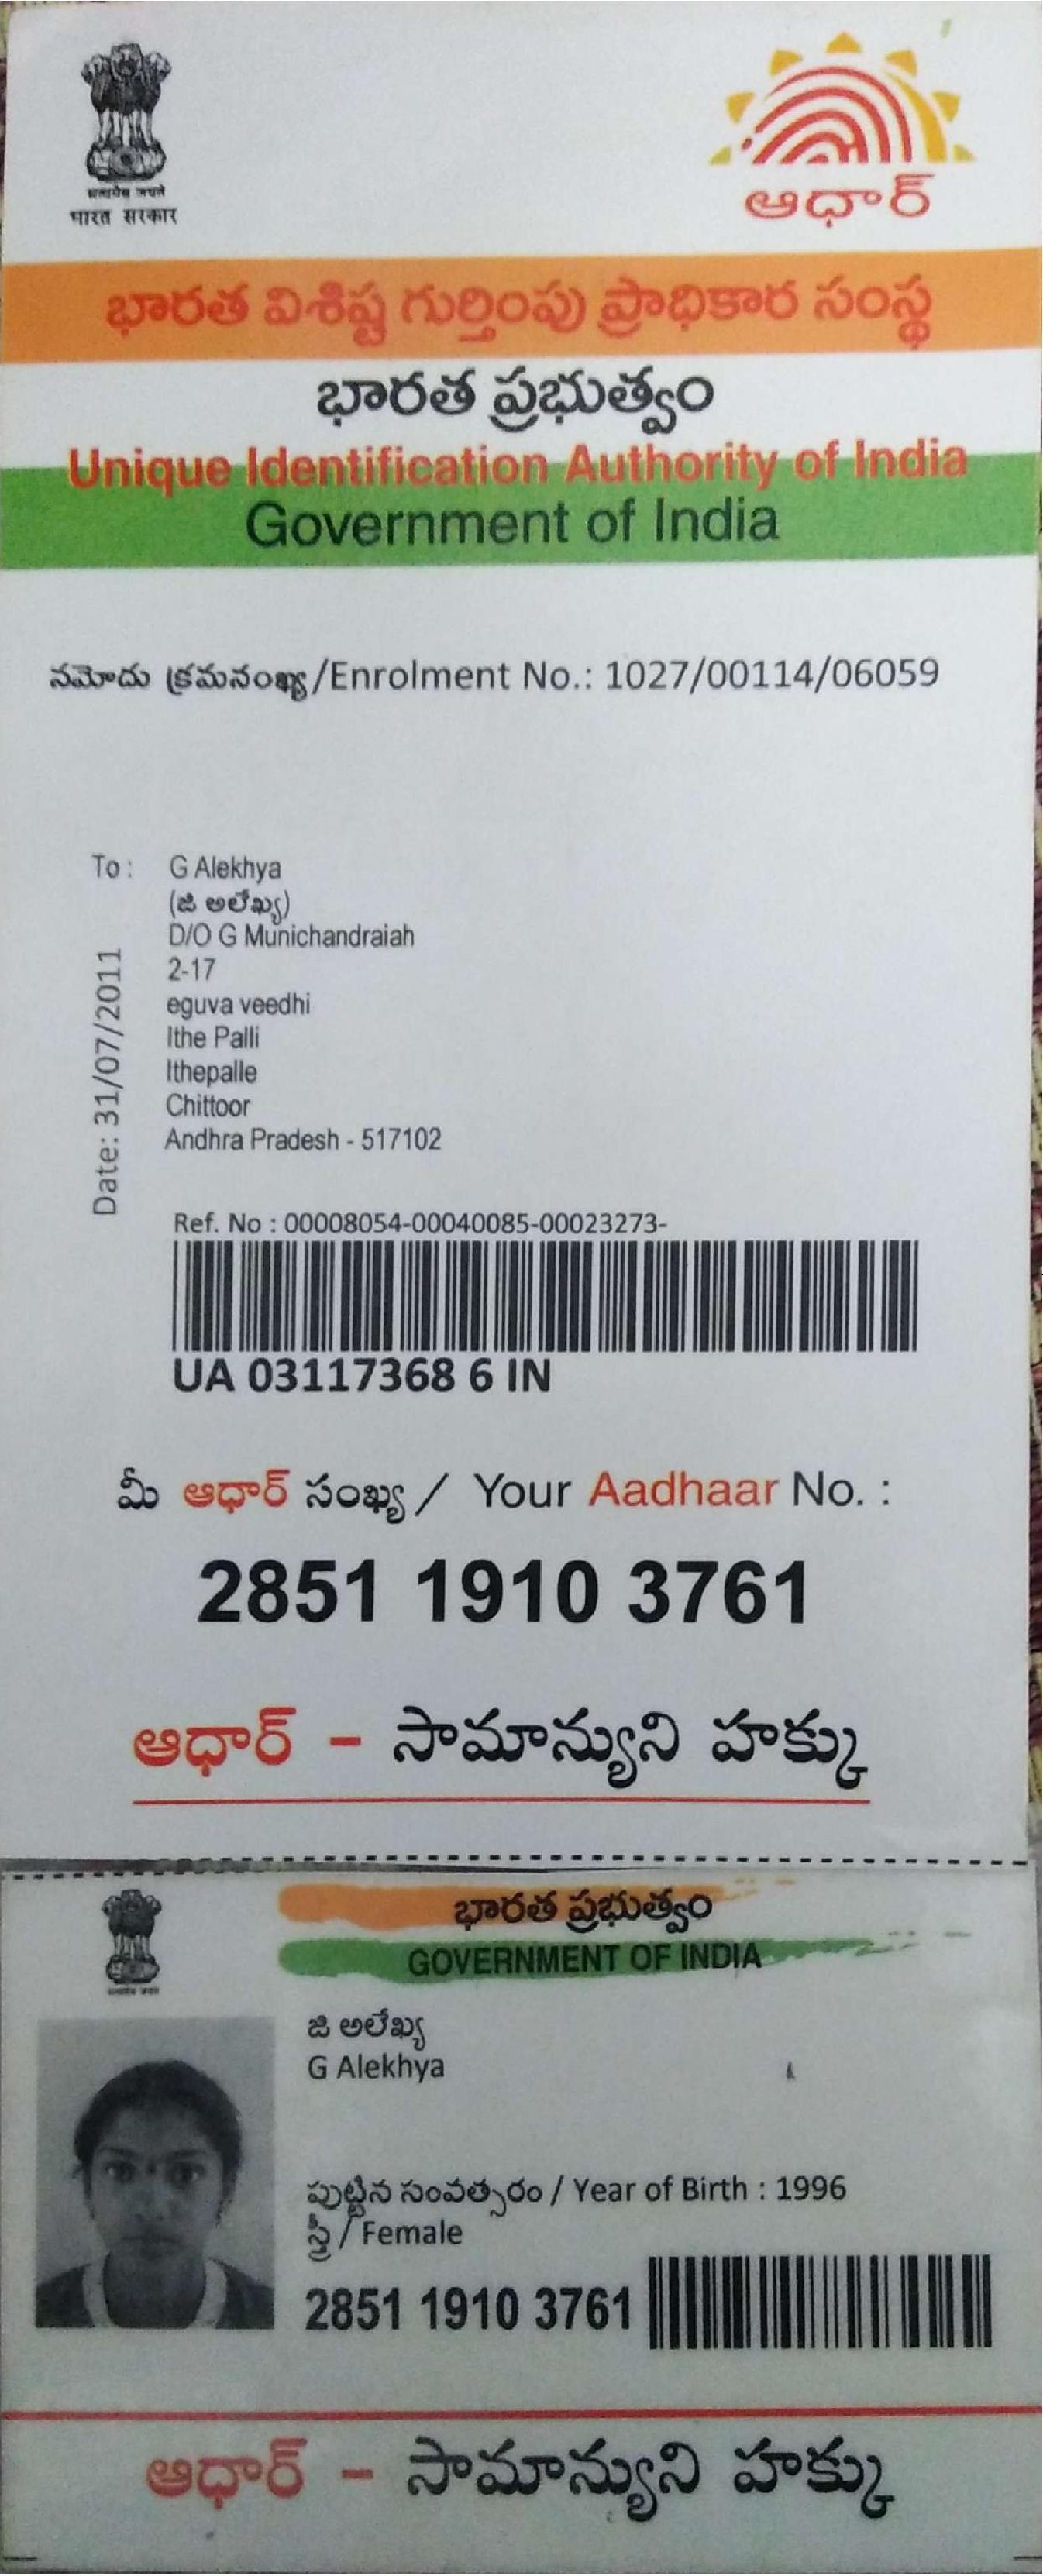 सत्यमेव जयते
भारत सरकार
ఆధార్
భారత విశిష్ట గుర్తింపు ప్రాధికార సంస్థ
భారత ప్రభుత్వం
Unique Identification Authority of India
Government of India
నమోదు క్రమసంఖ్య/Enrolment No.: 1027/00114/06059
To: G Alekhya
(జి అలేఖ్య)
D/O G Munichandraiah
2-17
eguva veedhi
Ithe Palli
Ithepalle
Chittoor
Andhra Pradesh - 517102
Date: 31/07/2011
Ref. No : 00008054-00040085-00023273-
UA 03117368 6 IN
మీ ఆధార్ సంఖ్య / Your Aadhaar No. :
2851 1910 3761
ఆధార్ - సామాన్యుని హక్కు
భారత ప్రభుత్వం
GOVERNMENT OF INDIA
सत्यमेव जयते
జి అలేఖ్య
G Alekhya
పుట్టిన సంవత్సరం / Year of Birth : 1996
స్త్రీ / Female
2851 1910 3761
ఆధార్ - సామాన్యుని హక్కు